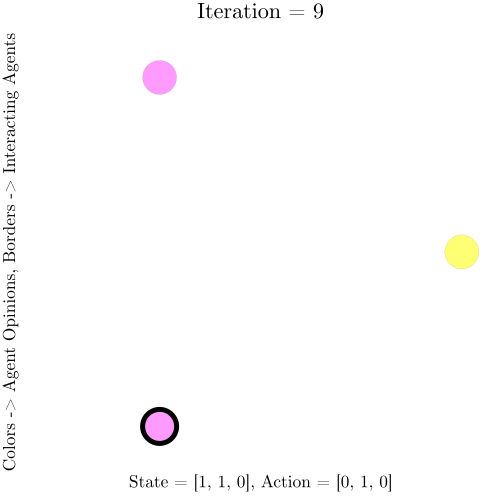 Iteration = 9
Colors -> Agent Opinions, Borders -> Interacting Agents
State = [1, 1, 0], Action = [0, 1, 0]